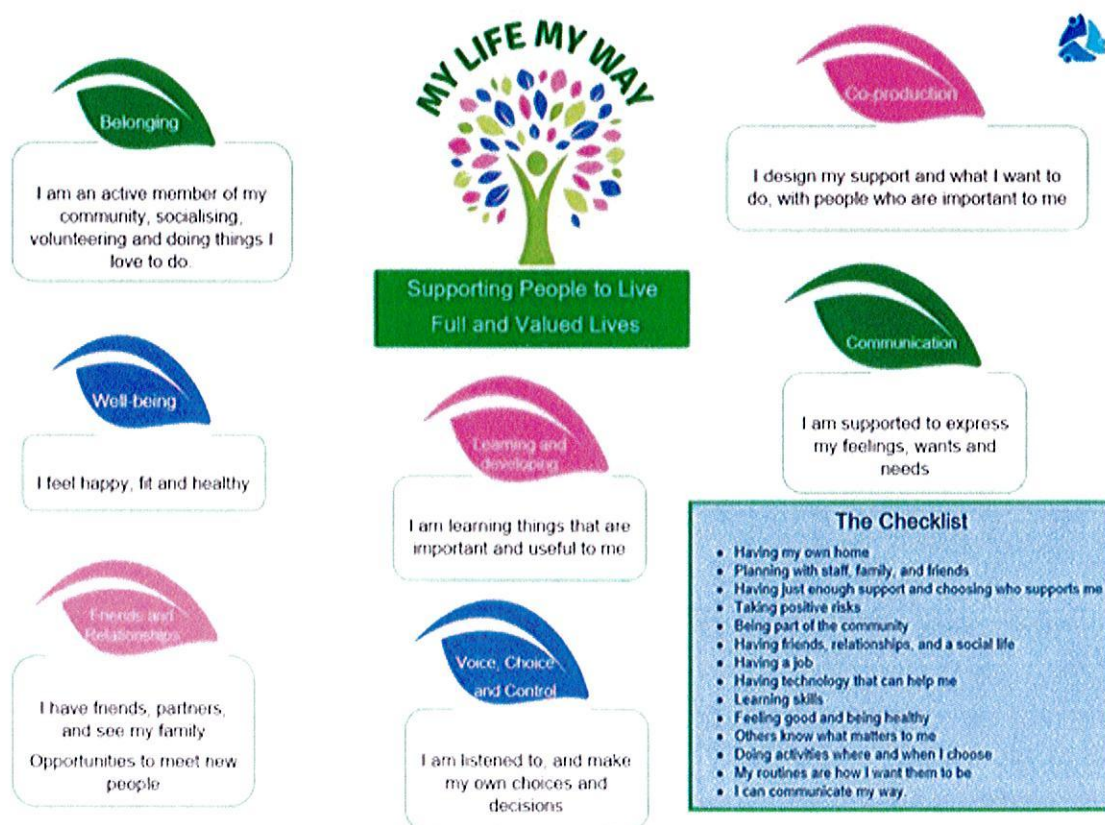 MY LIFE MY WAY
Supporting People to Live
Full and Valued Lives
Belonging
I am an active member of my
community, socialising,
volunteering and doing things I
love to do.
Well-being
I feel happy, fit and healthy
Friends and
Relationships
I have friends, partners,
and see my family
Opportunities to meet new
people
Learning and
developing
I am learning things that are
important and useful to me
Voice, Choice
and Control
I am listened to, and make
my own choices and
decisions
Co-production
I design my support and what I want to
do, with people who are important to me
Communication
I am supported to express
my feelings, wants and
needs
The Checklist
• Having my own home
• Planning with staff, family, and friends
• Having just enough support and choosing who supports me
• Taking positive risks
• Being part of the community
• Having friends, relationships, and a social life
• Having a job
• Having technology that can help me
• Learning skills
• Feeling good and being healthy
• Others know what matters to me
• Doing activities where and when I choose
• My routines are how I want them to be
• I can communicate my way.